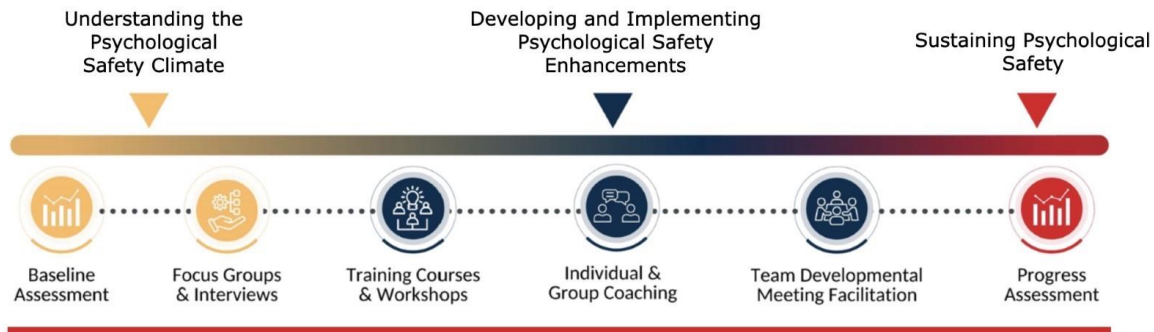 Understanding the
Psychological
Safety Climate
Developing and Implementing
Psychological Safety
Enhancements
Sustaining Psychological
Safety
Baseline
Assessment
Focus Groups
& Interviews
Training Courses
& Workshops
Individual &
Group Coaching
Team Developmental
Meeting Facilitation
Progress
Assessment